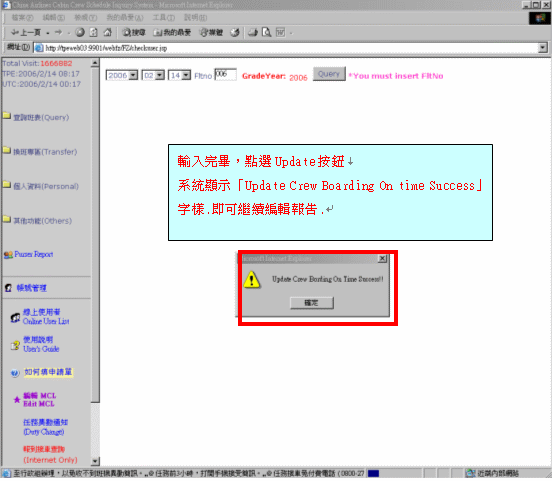 China Airlines Cabin Crew Schedule Inquiry System - Microsoft Internet Explorer
檔案(F) 編輯(E) 檢視(V) 我的最愛(A) 工具(T) 說明(H)
上一頁 搜尋 我的最愛 媒體
網址(D) http://tpeweb03:9901/webfz/FZ/checkuser.jsp
Total Visit: 1666882
TPE:2006/2/14 08:17
UTC:2006/2/14 00:17
2006 02 14 Fltno 006 GradeYear: 2006 Query *You must insert FltNo
查詢班表(Query)
換班專區(Transfer)
個人資料(Personal)
其他功能(Others)
Purser Report
帳號管理
線上使用者
Online User List
使用說明
User's Guide
如何填申請單
編輯 MCL
Edit MCL
任務異動通知
(Duty Change)
報到接車查詢
(Internet Only)
輸入完畢,點選 Update 按鈕↓
系統顯示「Update Crew Boarding On time Success」
字樣.即可繼續編輯報告.↵
Microsoft Internet Explorer
Update Crew Boarding On Time Success!!
確定
近端內部網路